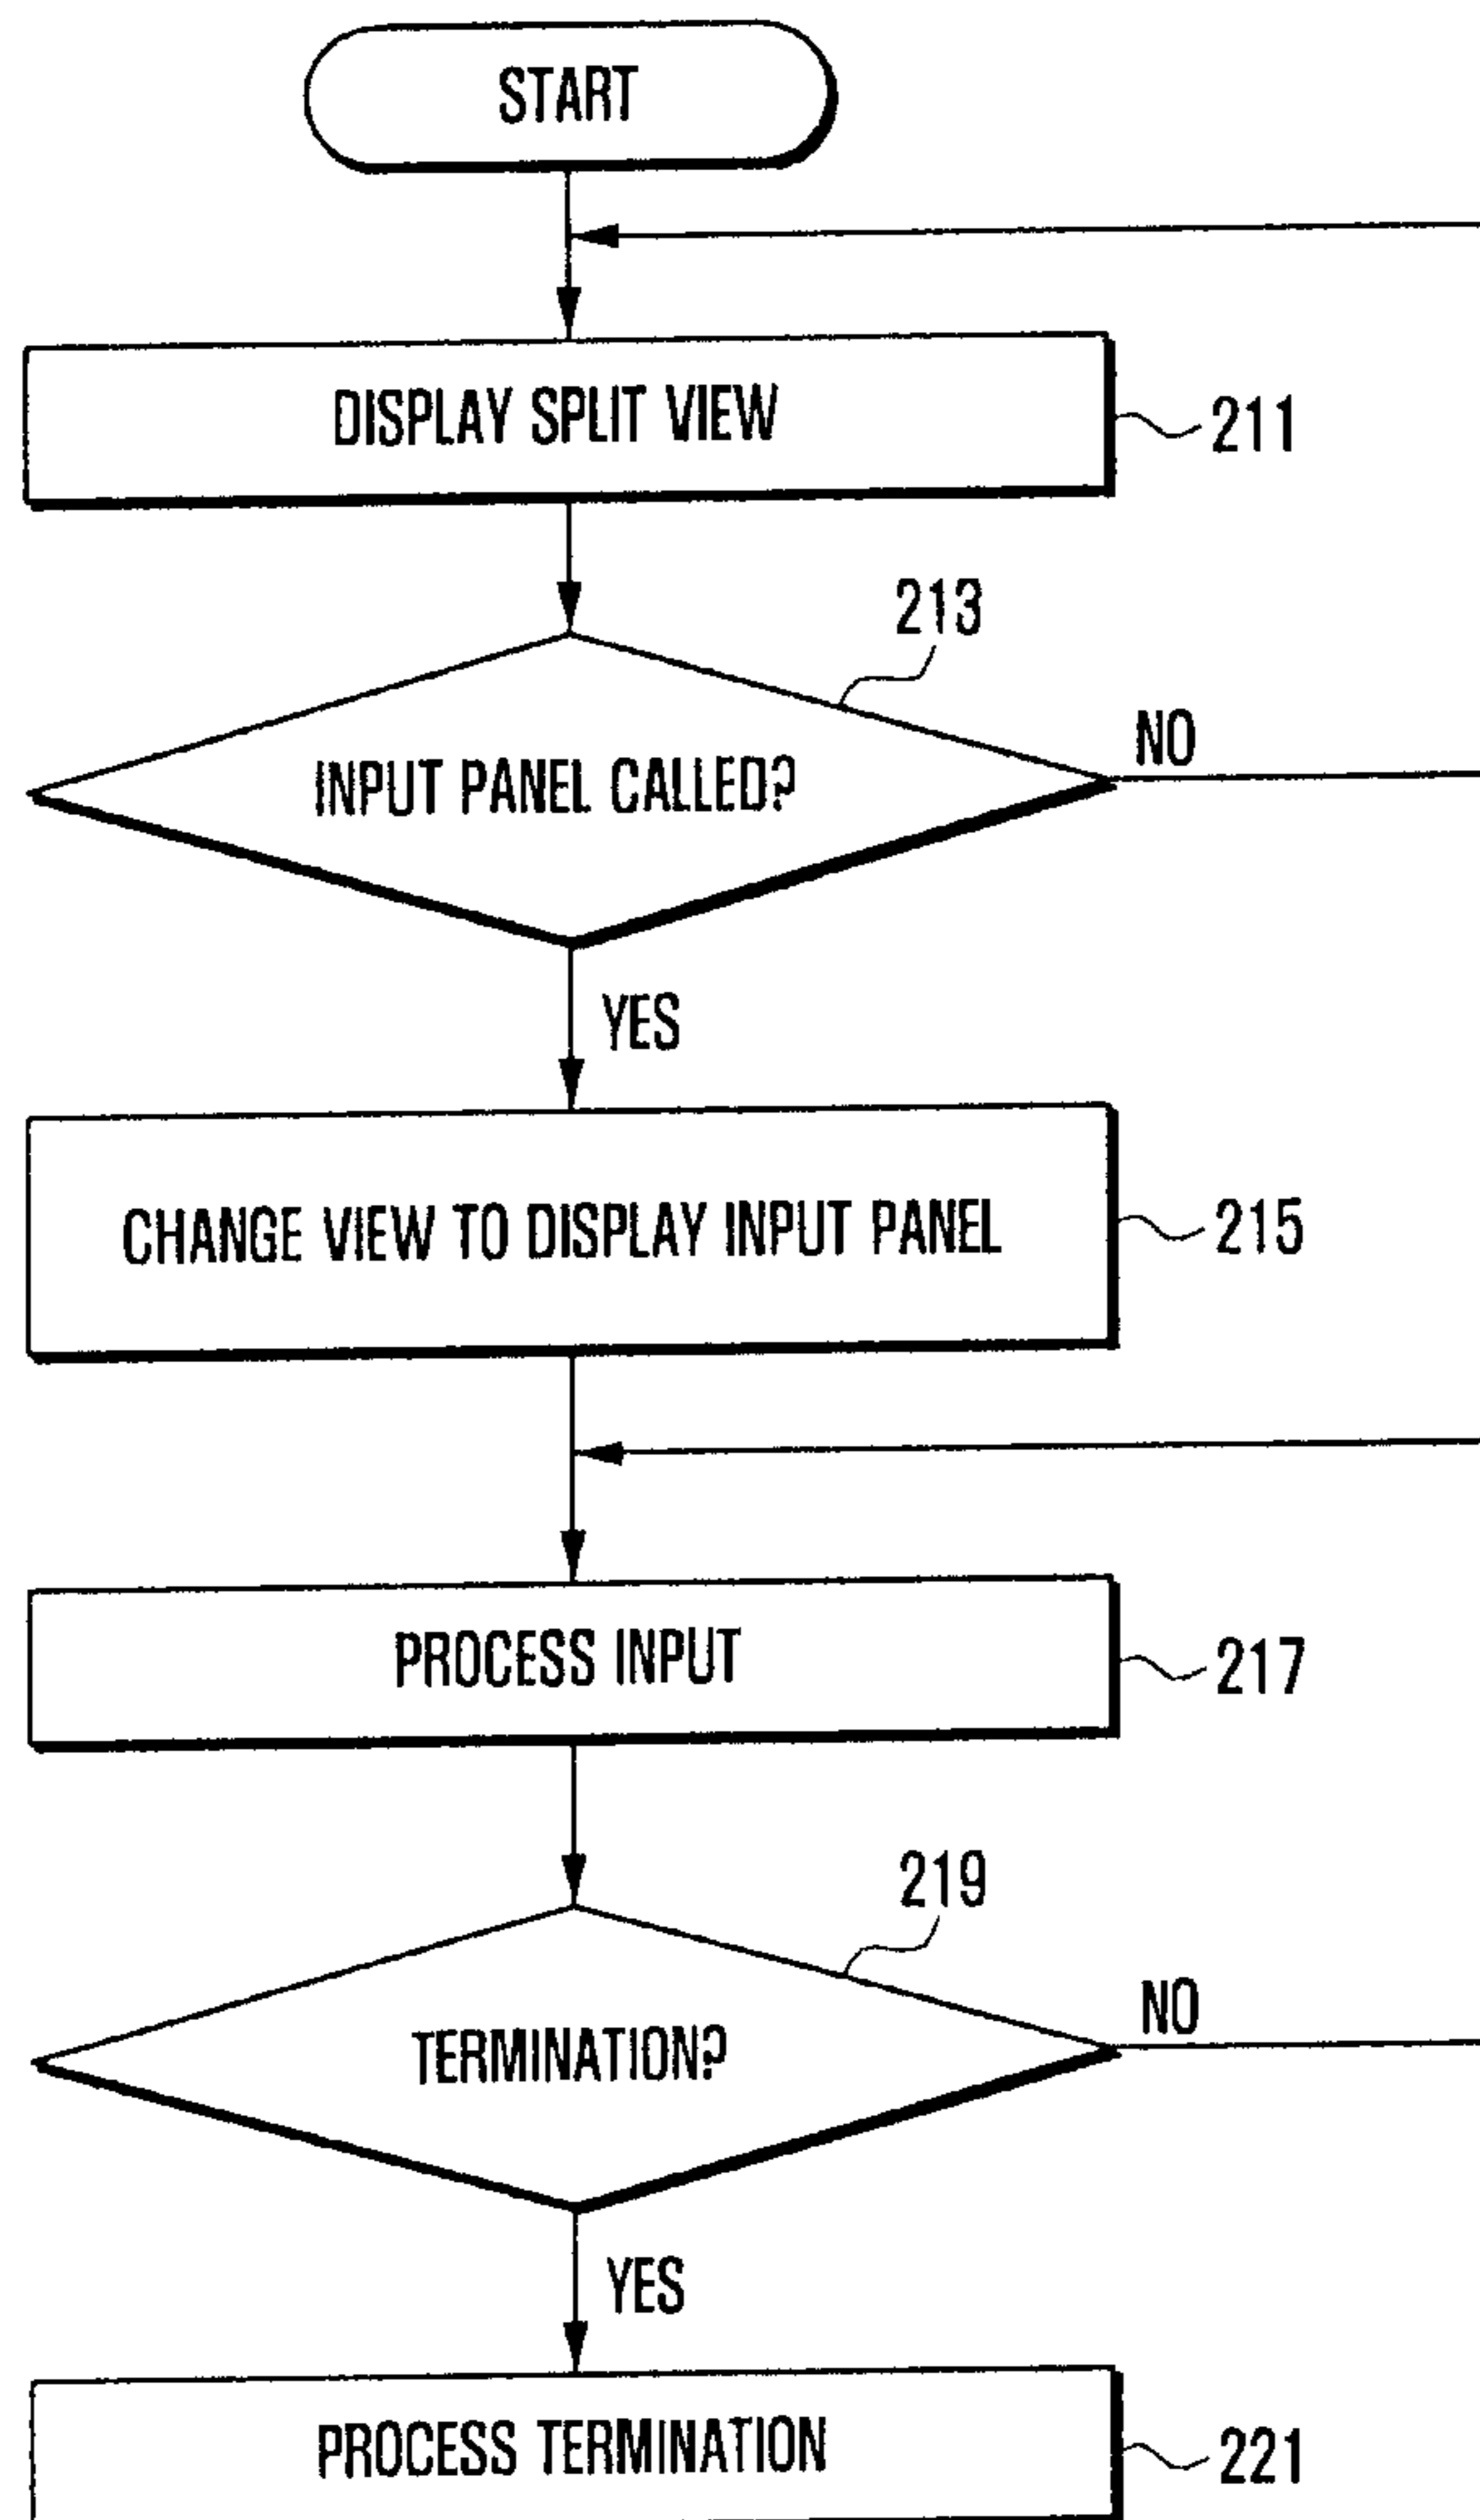 START
DISPLAY SPLIT VIEW
211
213
INPUT PANEL CALLED?
NO
YES
CHANGE VIEW TO DISPLAY INPUT PANEL
215
PROCESS INPUT
217
219
TERMINATION?
NO
YES
PROCESS TERMINATION
221